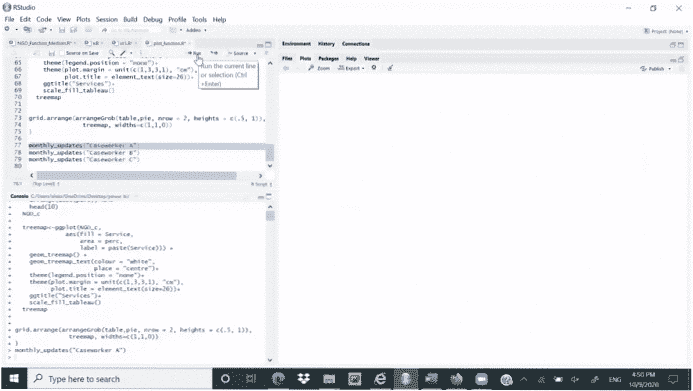 RStudio
File Edit Code View Plots Session Build Debug Profile Tools Help
Addins
Project: (None)
NGO_Function_Medium.R*
plot_function.R*
Source on Save
Run
Source
Run the current line
or selection (Ctrl
+Enter)
65 theme(legend.position = "none")+
66 theme(plot.margin = unit(c(1,3,3,1), "cm"),
67 plot.title = element_text(size=20))+
68 ggtitle("Services")+
69 scale_fill_tableau()
70 treemap
71
72
73 grid.arrange(arrangeGrob(table,pie, nrow = 2, heights = c(.5, 1)),
74 treemap, widths=c(1,1,0))
75 }
76
77 monthly_updates("Caseworker A")
78 monthly_updates("Caseworker B")
79 monthly_updates("Caseworker C")
80
(Top Level)
R Script
Console
+ head(10)
+ NGO_c
+
+ treemap<-ggplot(NGO_c,
+ aes(fill = Service,
+ area = perc,
+ label = paste(Service))) +
+ geom_treemap() +
+ geom_treemap_text(colour = "white",
+ place = "centre")+
+ theme(legend.position = "none")+
+ theme(plot.margin = unit(c(1,3,3,1), "cm"),
+ plot.title = element_text(size=20))+
+ ggtitle("Services")+
+ scale_fill_tableau()
+ treemap
+
+
+ grid.arrange(arrangeGrob(table,pie, nrow = 2, heights = c(.5, 1)),
+ treemap, widths=c(1,1,0))
+ }
> monthly_updates("Caseworker A")
Environment History Connections
Files Plots Packages Help Viewer
Zoom Export
Publish
Type here to search
ENG
4:50 PM
10/9/2020